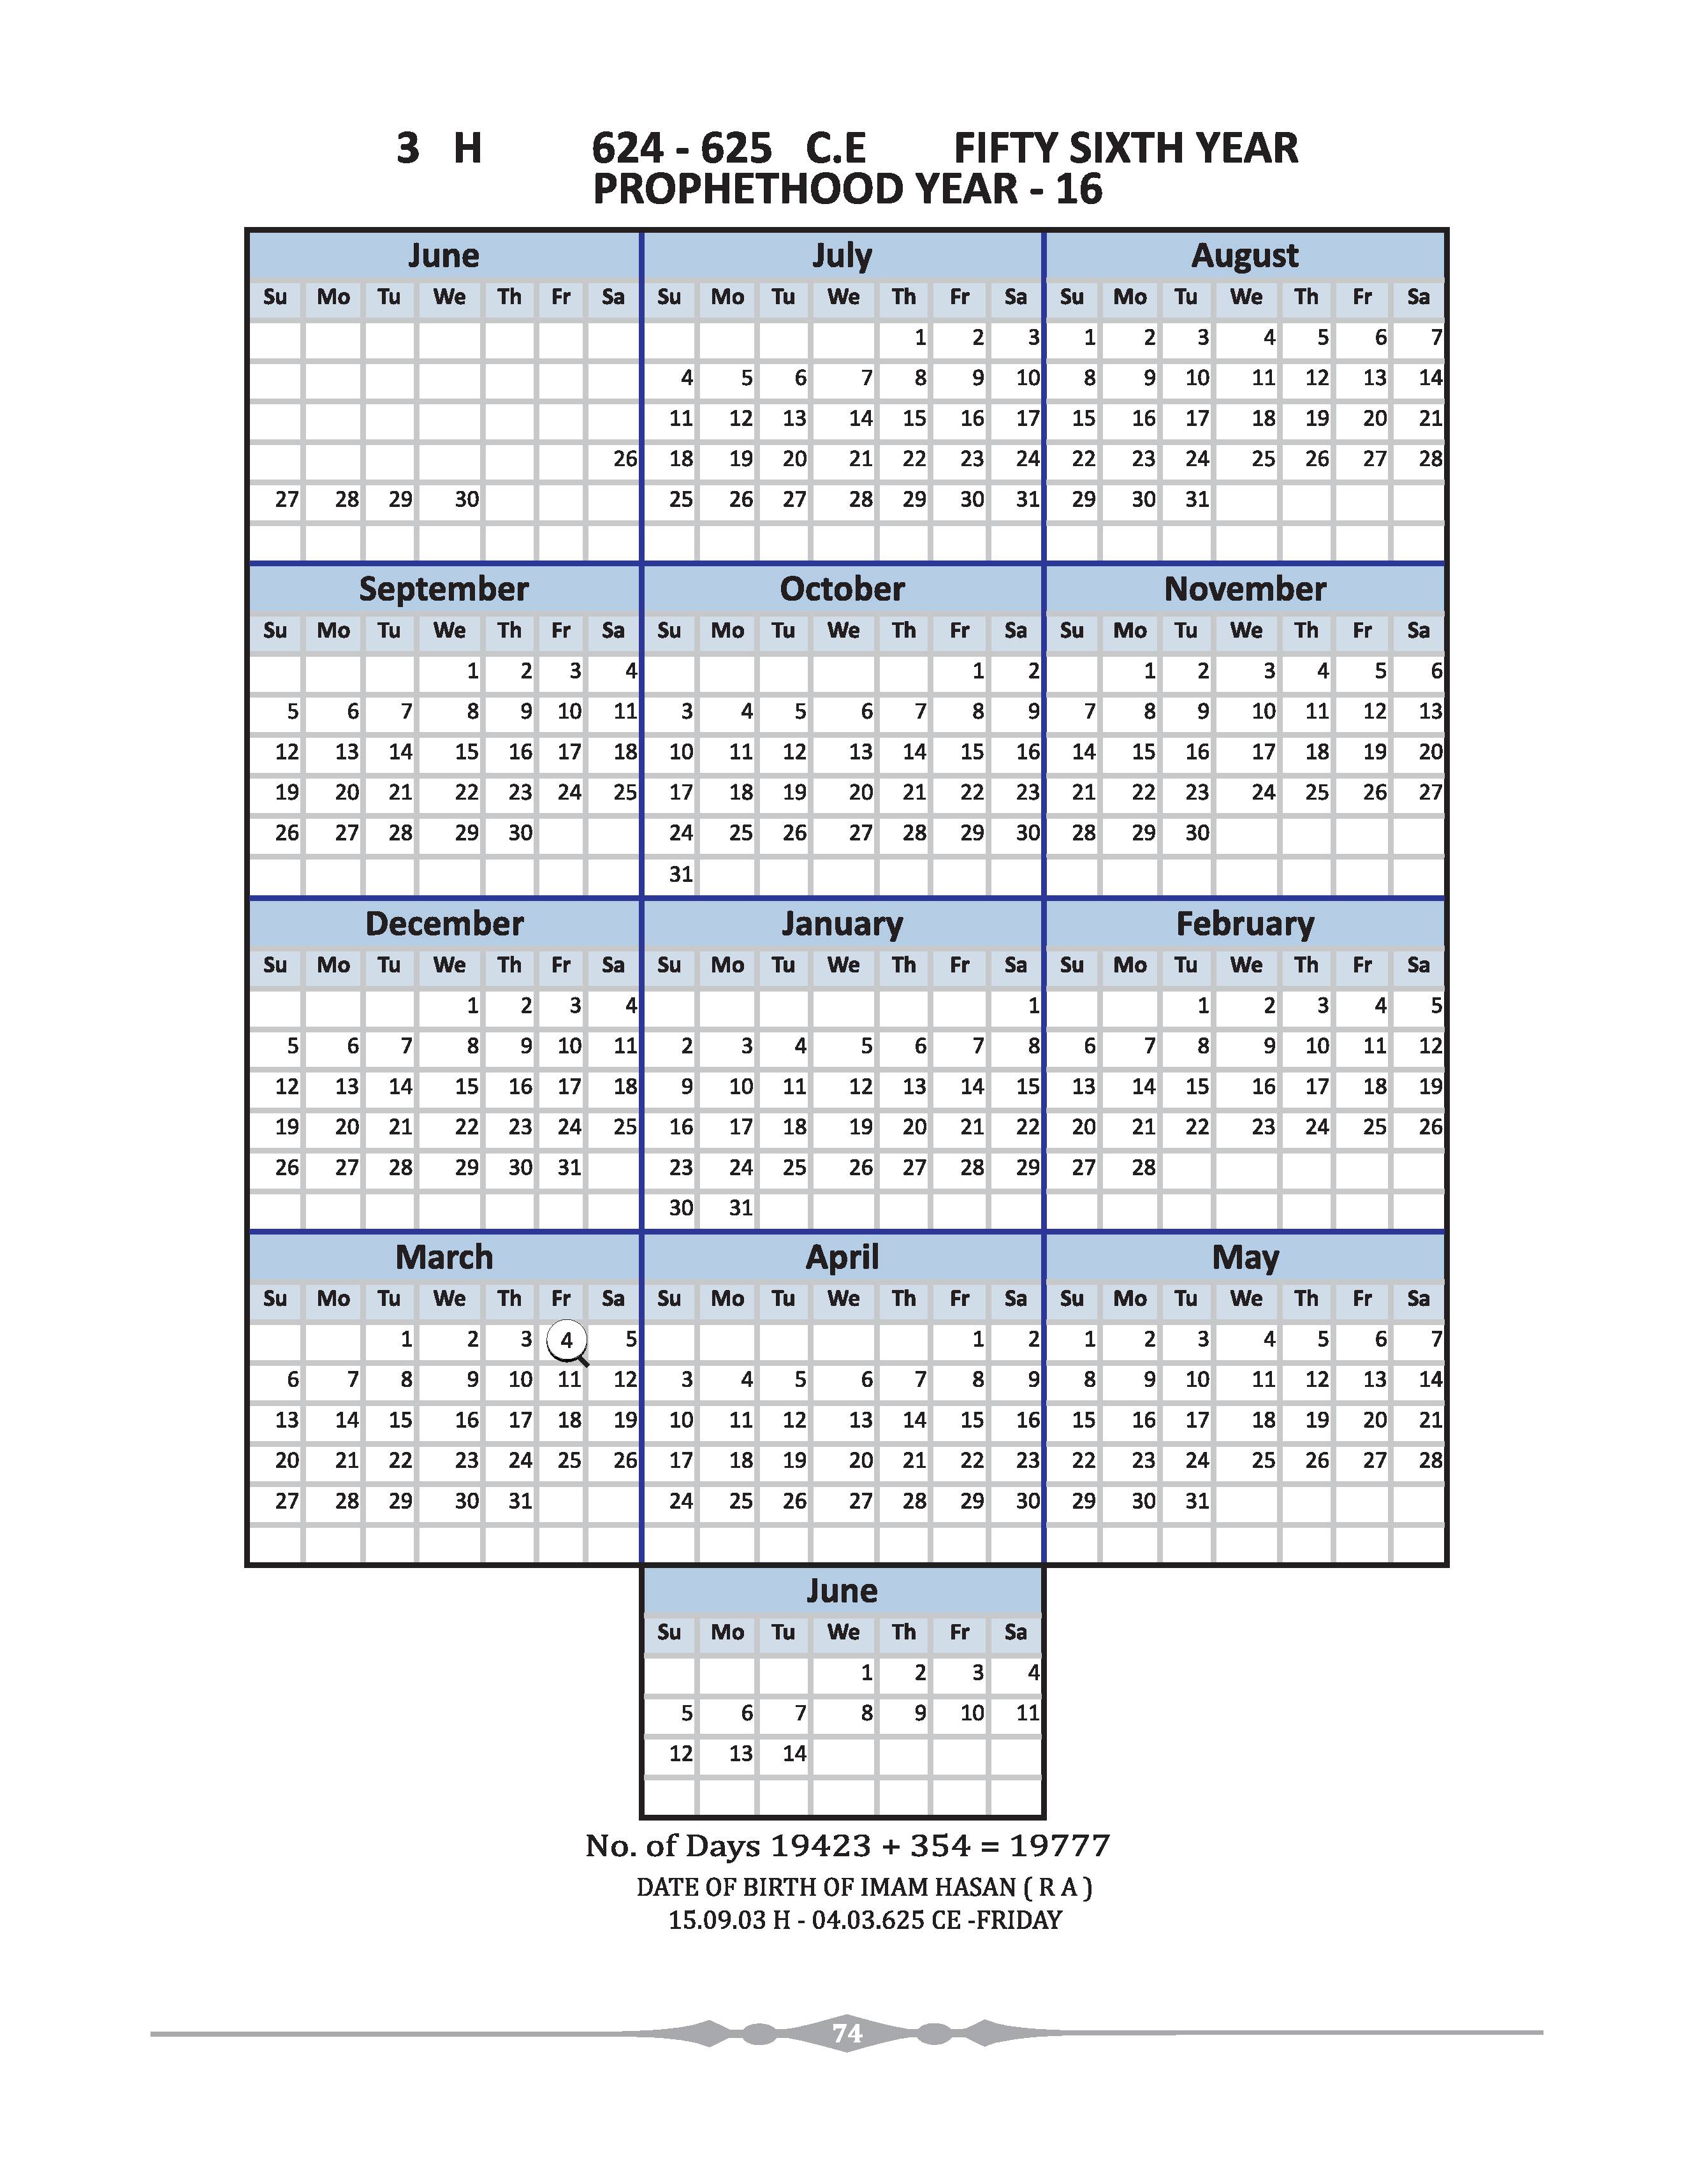 3 H 624 - 625 C.E FIFTY SIXTH YEAR
PROPHETHOOD YEAR - 16
June July August
Su Mo Tu We Th Fr Sa Su Mo Tu We Th Fr Sa Su Mo Tu We Th Fr Sa
1 2 3 1 2 3 4 5 6 7
4 5 6 7 8 9 10 8 9 10 11 12 13 14
11 12 13 14 15 16 17 15 16 17 18 19 20 21
26 18 19 20 21 22 23 24 22 23 24 25 26 27 28
27 28 29 30 25 26 27 28 29 30 31 29 30 31
September October November
Su Mo Tu We Th Fr Sa Su Mo Tu We Th Fr Sa Su Mo Tu We Th Fr Sa
1 2 3 4 1 2 1 2 3 4 5 6
5 6 7 8 9 10 11 3 4 5 6 7 8 9 7 8 9 10 11 12 13
12 13 14 15 16 17 18 10 11 12 13 14 15 16 14 15 16 17 18 19 20
19 20 21 22 23 24 25 17 18 19 20 21 22 23 21 22 23 24 25 26 27
26 27 28 29 30 24 25 26 27 28 29 30 28 29 30
31
December January February
Su Mo Tu We Th Fr Sa Su Mo Tu We Th Fr Sa Su Mo Tu We Th Fr Sa
1 2 3 4 1 1 2 3 4 5
5 6 7 8 9 10 11 2 3 4 5 6 7 8 6 7 8 9 10 11 12
12 13 14 15 16 17 18 9 10 11 12 13 14 15 13 14 15 16 17 18 19
19 20 21 22 23 24 25 16 17 18 19 20 21 22 20 21 22 23 24 25 26
26 27 28 29 30 31 23 24 25 26 27 28 29 27 28
30 31
March April May
Su Mo Tu We Th Fr Sa Su Mo Tu We Th Fr Sa Su Mo Tu We Th Fr Sa
1 2 3 4 5 1 2 1 2 3 4 5 6 7
6 7 8 9 10 11 12 3 4 5 6 7 8 9 8 9 10 11 12 13 14
13 14 15 16 17 18 19 10 11 12 13 14 15 16 15 16 17 18 19 20 21
20 21 22 23 24 25 26 17 18 19 20 21 22 23 22 23 24 25 26 27 28
27 28 29 30 31 24 25 26 27 28 29 30 29 30 31
June
Su Mo Tu We Th Fr Sa
1 2 3 4
5 6 7 8 9 10 11
12 13 14
No. of Days 19423 + 354 = 19777
DATE OF BIRTH OF IMAM HASAN ( R A )
15.09.03 H - 04.03.625 CE -FRIDAY
74